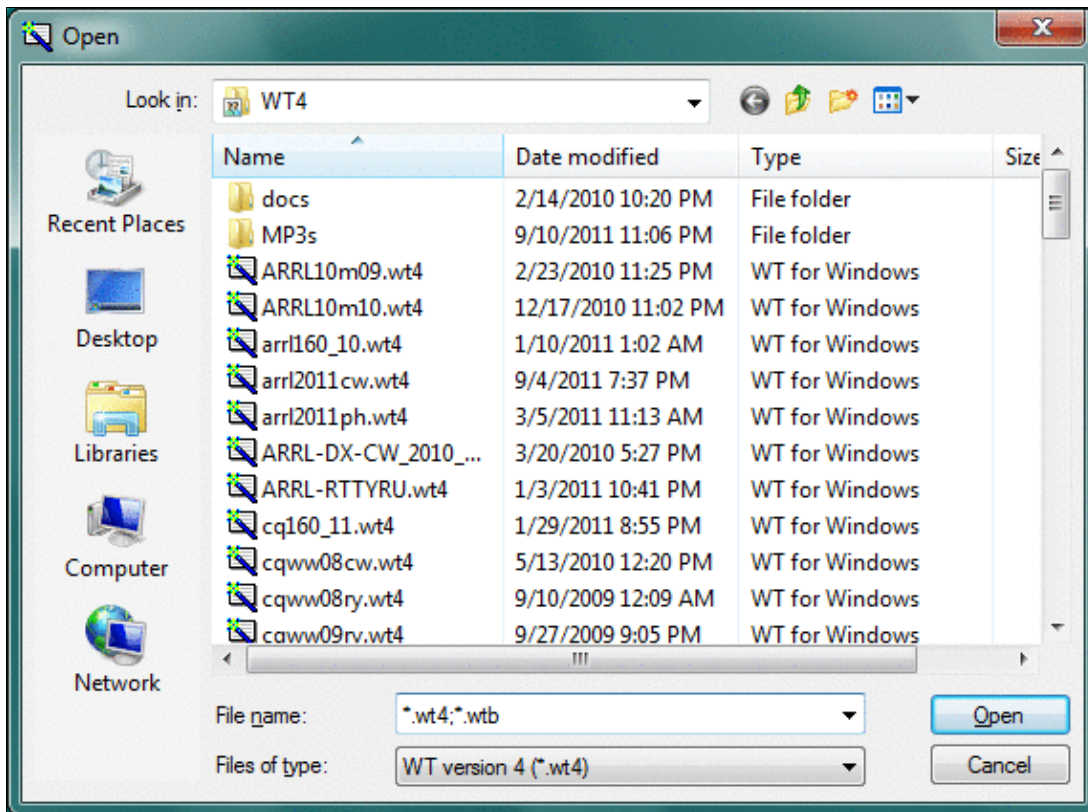 Open
Look in: WT4
Name Date modified Type Size
docs 2/14/2010 10:20 PM File folder
MP3s 9/10/2011 11:06 PM File folder
ARRL10m09.wt4 2/23/2010 11:25 PM WT for Windows
ARRL10m10.wt4 12/17/2010 11:02 PM WT for Windows
arrl160_10.wt4 1/10/2011 1:02 AM WT for Windows
arrl2011cw.wt4 9/4/2011 7:37 PM WT for Windows
arrl2011ph.wt4 3/5/2011 11:13 AM WT for Windows
ARRL-DX-CW_2010_... 3/20/2010 5:27 PM WT for Windows
ARRL-RTTYRU.wt4 1/3/2011 10:41 PM WT for Windows
cq160_11.wt4 1/29/2011 8:55 PM WT for Windows
cqww08cw.wt4 5/13/2010 12:20 PM WT for Windows
cqww08ry.wt4 9/10/2009 12:09 AM WT for Windows
cqww09ry.wt4 9/27/2009 9:05 PM WT for Windows
Recent Places
Desktop
Libraries
Computer
Network
File name: *.wt4;*.wtb Open
Files of type: WT version 4 (*.wt4) Cancel